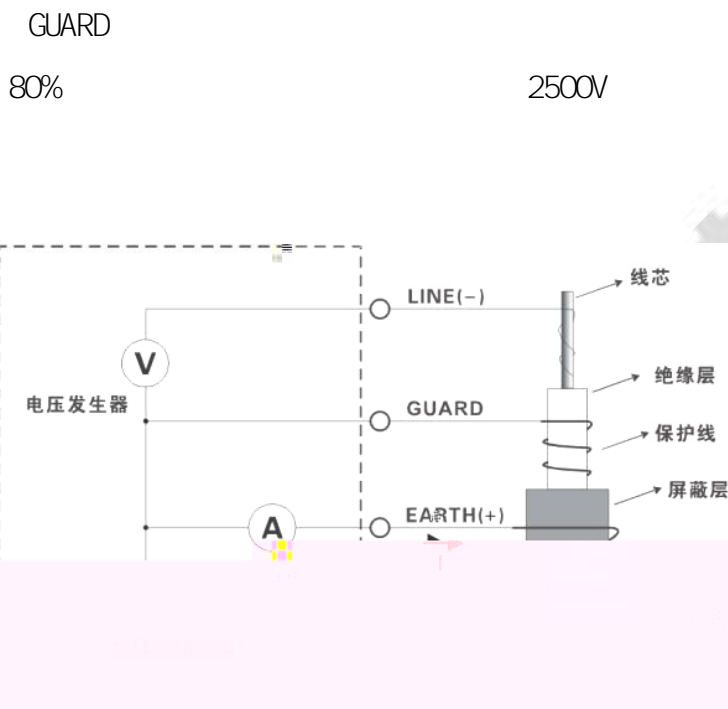 GUARD
80% 2500V
LINE(-)
线芯
V
绝缘层
电压发生器
GUARD
保护线
屏蔽层
A
EARTH(+)